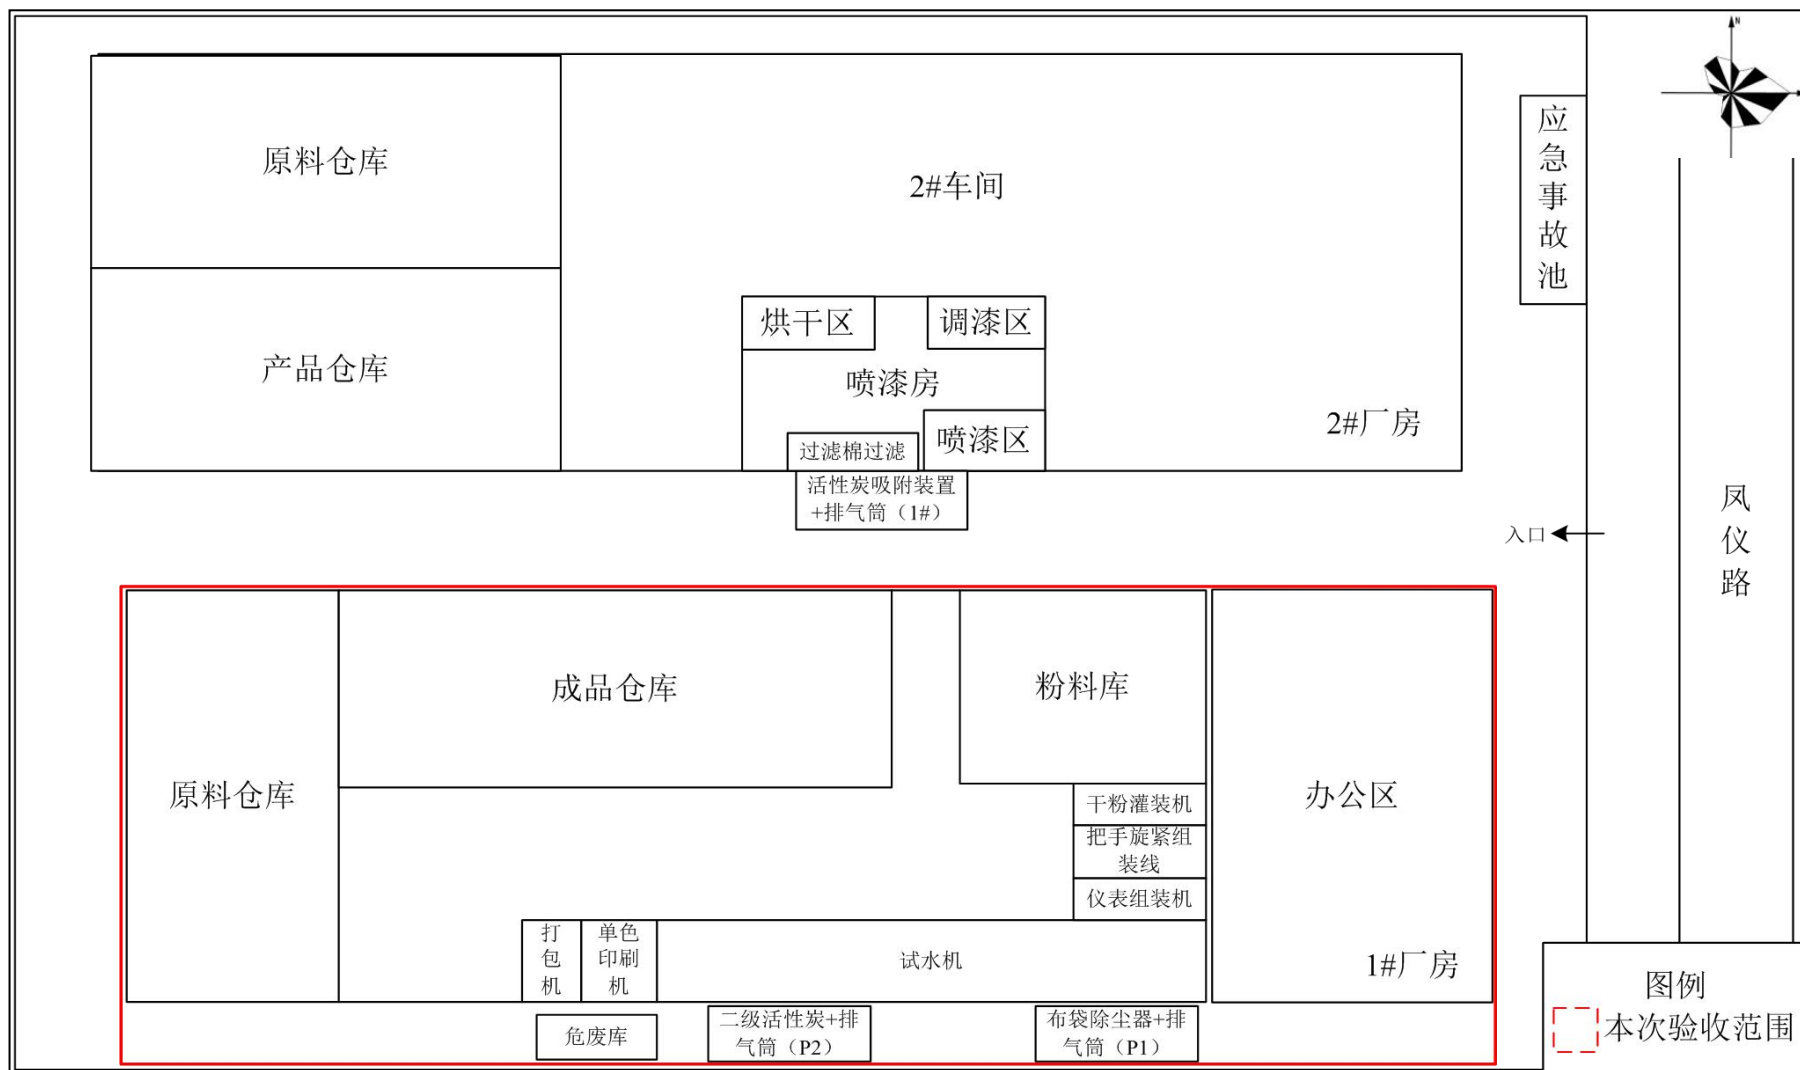 N
原料仓库
2#车间
应
急
事
故
池
烘干区
调漆区
产品仓库
喷漆房
2#厂房
过滤棉过滤
喷漆区
活性炭吸附装置
+排气筒（1#）
入口
凤
仪
路
成品仓库
粉料库
原料仓库
干粉灌装机
把手旋紧组
装线
仪表组装机
办公区
打
包
机
单色
印刷
机
试水机
1#厂房
危废库
二级活性炭+排
气筒（P2）
布袋除尘器+排
气筒（P1）
图例
本次验收范围